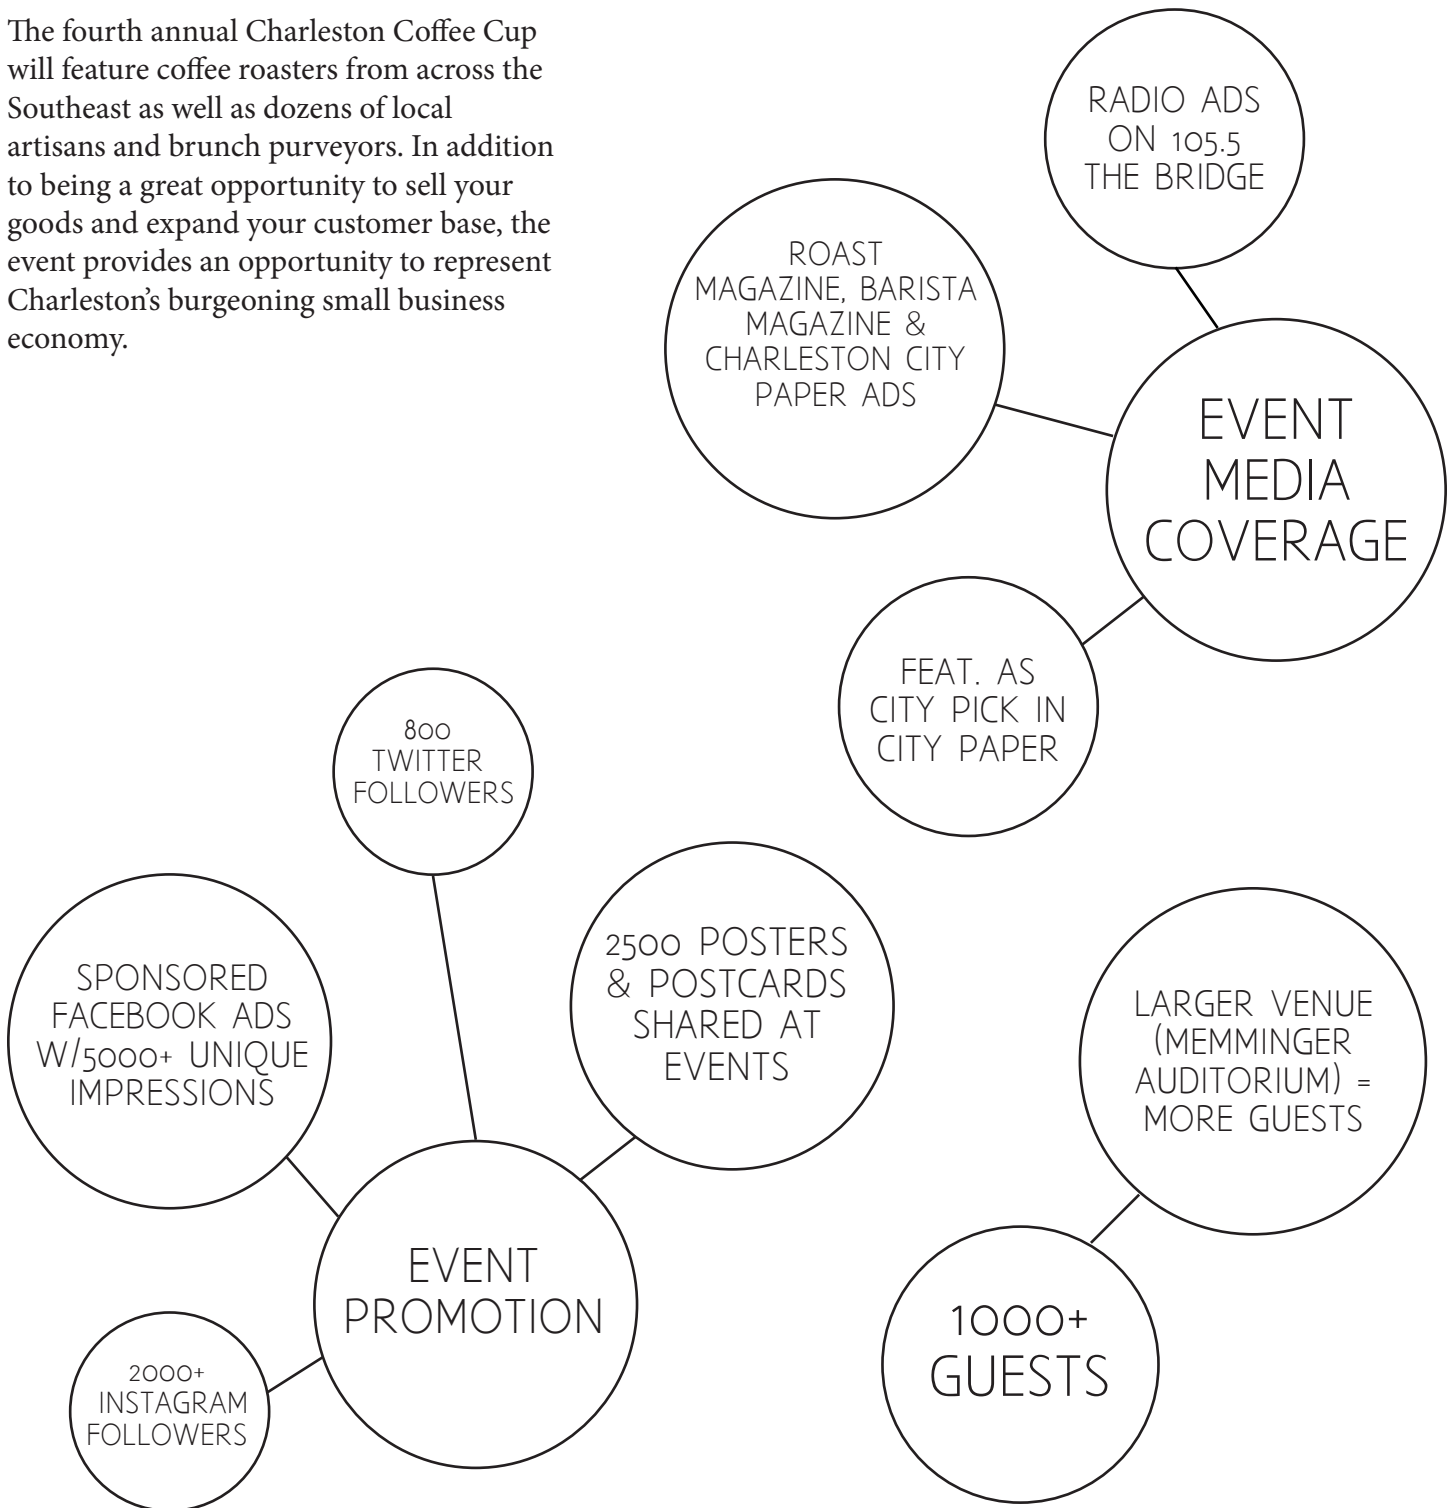 The fourth annual Charleston Coffee Cup
will feature coffee roasters from across the
Southeast as well as dozens of local
artisans and brunch purveyors. In addition
to being a great opportunity to sell your
goods and expand your customer base, the
event provides an opportunity to represent
Charleston's burgeoning small business
economy.
RADIO ADS
ON 105.5
THE BRIDGE
ROAST
MAGAZINE, BARISTA
MAGAZINE &
CHARLESTON CITY
PAPER ADS
EVENT
MEDIA
COVERAGE
FEAT. AS
CITY PICK IN
CITY PAPER
800
TWITTER
FOLLOWERS
SPONSORED
FACEBOOK ADS
W/5000+ UNIQUE
IMPRESSIONS
2500 POSTERS
& POSTCARDS
SHARED AT
EVENTS
EVENT
PROMOTION
2000+
INSTAGRAM
FOLLOWERS
LARGER VENUE
(MEMMINGER
AUDITORIUM) =
MORE GUESTS
1000+
GUESTS